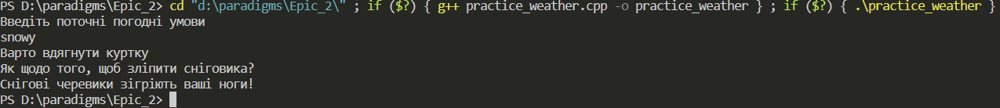 PS D:\paradigms\Epic_2> cd "d:\paradigms\Epic_2\" ; if ($?) { g++ practice_weather.cpp -o practice_weather } ; if ($?) { .\practice_weather }
Введіть поточні погодні умови
snowy
Варто вдягнути куртку
Як щодо того, щоб зліпити сніговика?
Снігові черевики зігріють ваші ноги!
PS D:\paradigms\Epic_2>